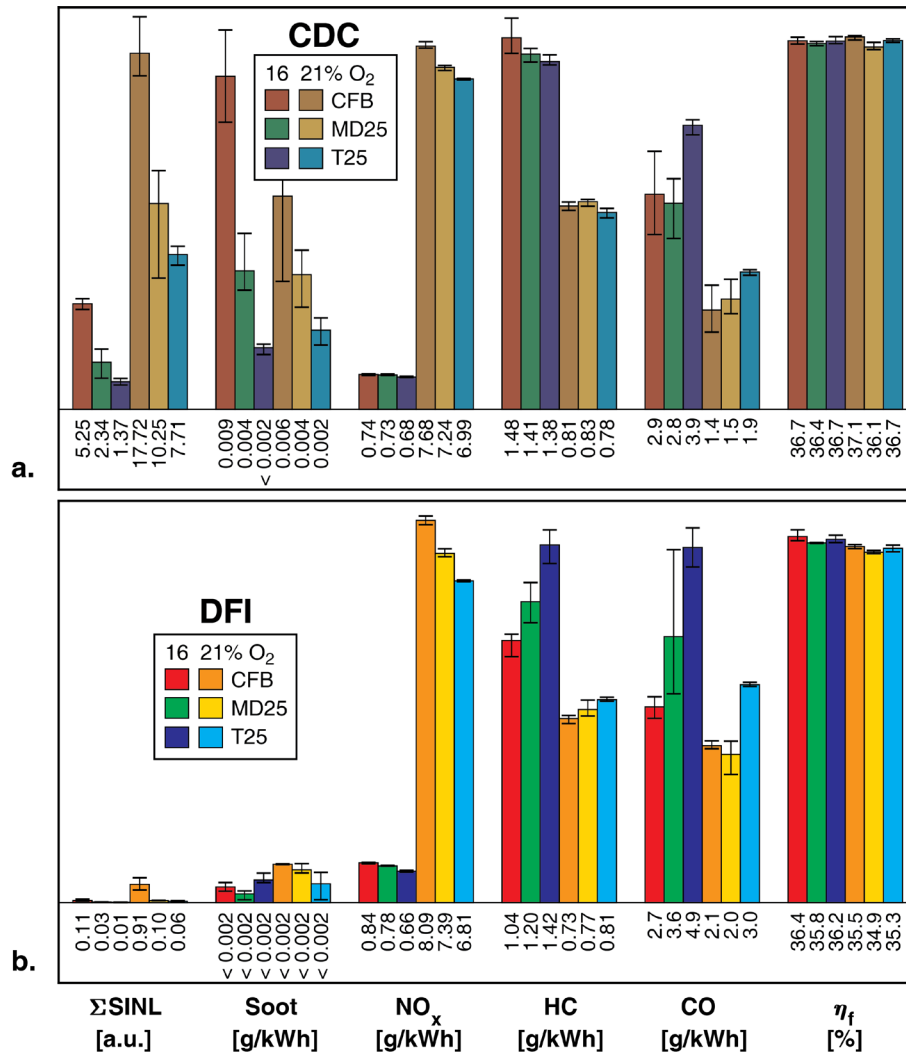 CDC
16 21% O2
CFB
MD25
T25
5.25 2.34 1.37 17.72 10.25 7.71 0.009 0.004 < 0.002 0.006 0.004 0.002 0.74 0.73 0.68 7.68 7.24 6.99 1.48 1.41 1.38 0.81 0.83 0.78 2.9 2.8 3.9 1.4 1.5 1.9 36.7 36.4 36.7 37.1 36.1 36.7
a.
DFI
16 21% O2
CFB
MD25
T25
0.11 0.03 0.01 0.91 0.10 0.06 < 0.002 < 0.002 < 0.002 < 0.002 < 0.002 < 0.002 0.84 0.78 0.66 8.09 7.39 6.81 1.04 1.20 1.42 0.73 0.77 0.81 2.7 3.6 4.9 2.1 2.0 3.0 36.4 35.8 36.2 35.5 34.9 35.3
b.
ΣSINL Soot NOx HC CO ηf
[a.u.] [g/kWh] [g/kWh] [g/kWh] [g/kWh] [%]